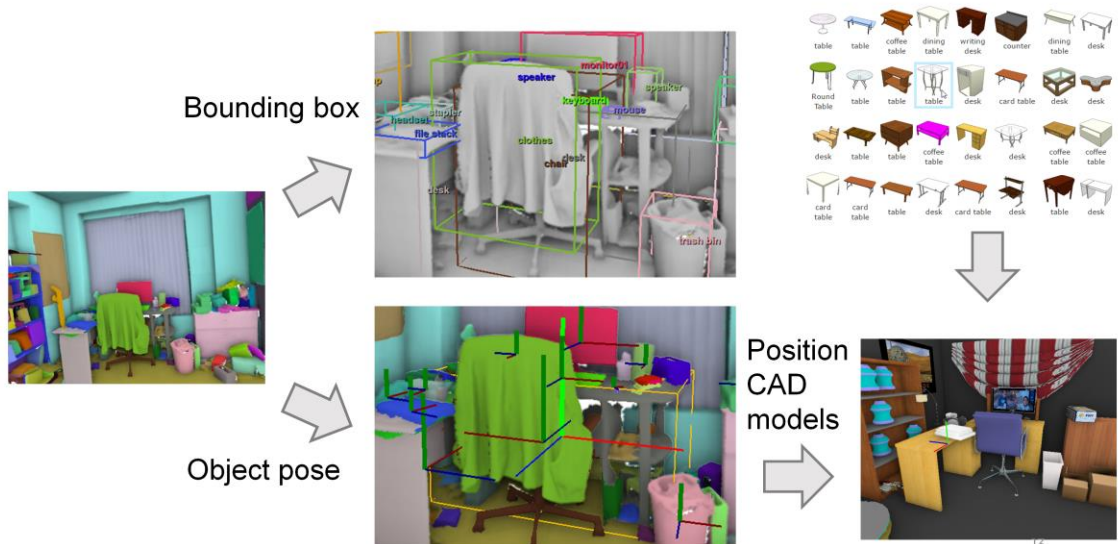 Bounding box
Object pose
Position
CAD
models
speaker
monitor01
speaker
stapler
keyboard
mouse
headset
file stack
clothes
desk
chair
desk
trash bin
table
table
coffee
table
dining
table
writing
desk
counter
dining
table
desk
Round
Table
table
table
table
desk
card table
desk
desk
desk
table
table
coffee
table
desk
desk
coffee
table
coffee
table
card
table
card
table
table
desk
card table
desk
table
desk